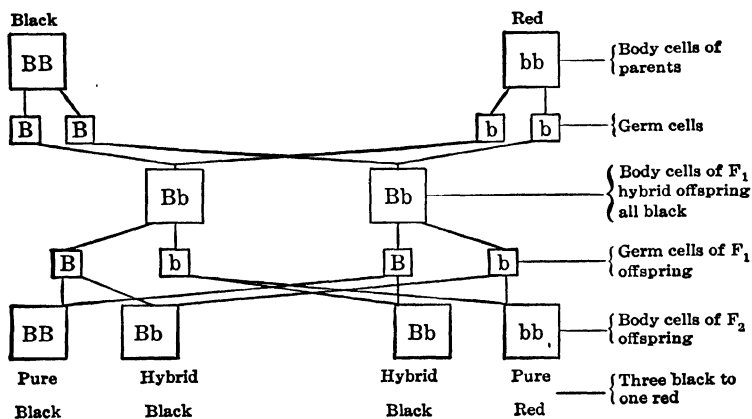 Black
Red
BB
bb
Body cells of
parents
B
B
b
b
Germ cells
Bb
Bb
Body cells of F₁
hybrid offspring
all black
B
b
B
b
Germ cells of F₁
offspring
BB
Bb
Bb
bb
Body cells of F₂
offspring
Pure
Black
Hybrid
Black
Hybrid
Black
Pure
Red
Three black to
one red